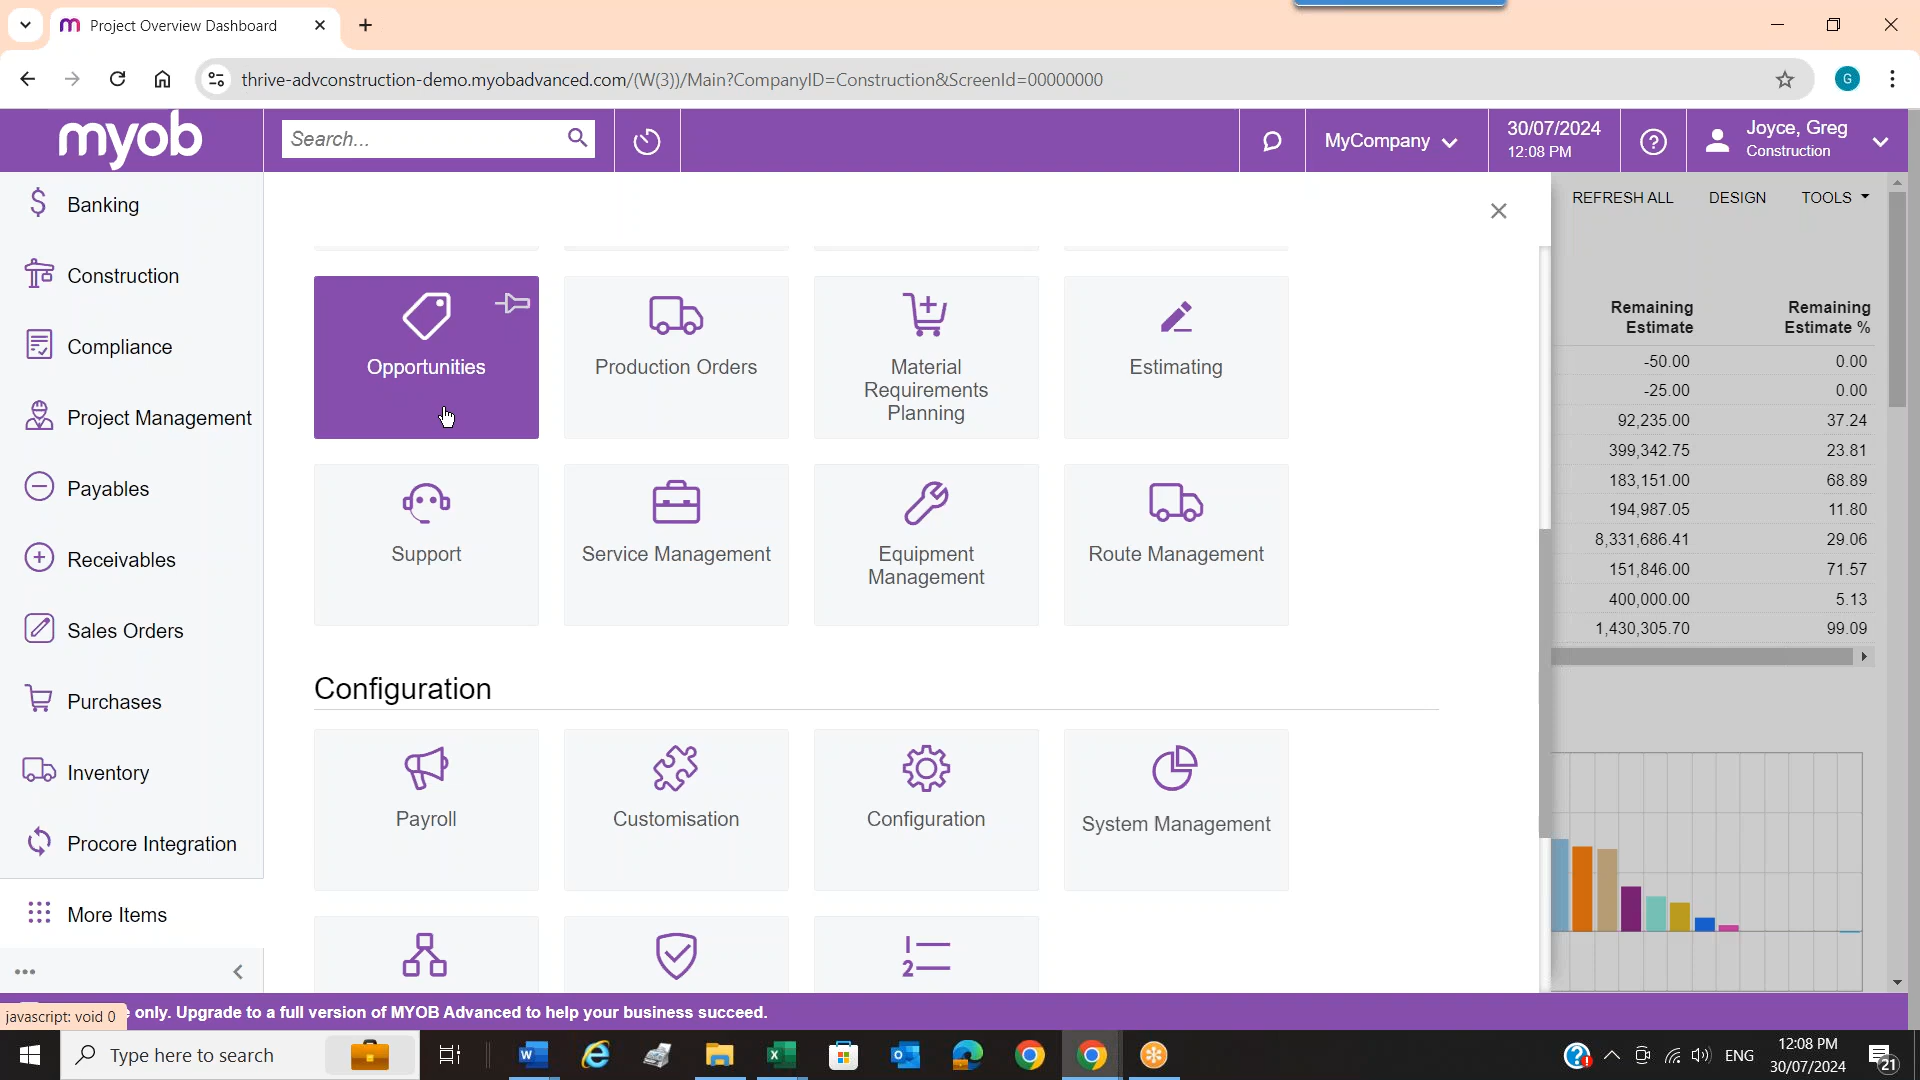 Project Overview Dashboard
thrive-advconstruction-demo.myobadvanced.com/(W(3))/Main?CompanyID=Construction&ScreenId=00000000
G
myob
Search...
MyCompany
30/07/2024
12:08 PM
Joyce, Greg
Construction
Banking
Construction
Compliance
Project Management
Payables
Receivables
Sales Orders
Purchases
Inventory
Procore Integration
More Items
REFRESH ALL
DESIGN
TOOLS
Opportunities
Production Orders
Material
Requirements
Planning
Estimating
Support
Service Management
Equipment
Management
Route Management
Configuration
Payroll
Customisation
Configuration
System Management
Remaining
Estimate
Remaining
Estimate %
-50.00 0.00
-25.00 0.00
92,235.00 37.24
399,342.75 23.81
183,151.00 68.89
194,987.05 11.80
8,331,686.41 29.06
151,846.00 71.57
400,000.00 5.13
1,430,305.70 99.09
javascript: void 0
only. Upgrade to a full version of MYOB Advanced to help your business succeed.
Type here to search
ENG
12:08 PM
30/07/2024
21